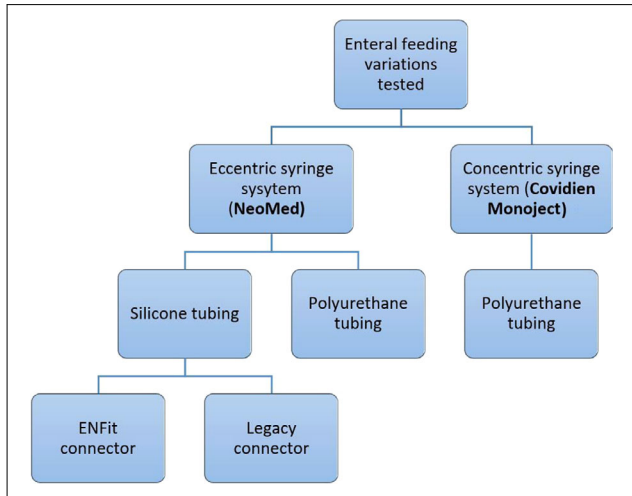 Enteral feeding
variations
tested
Eccentric syringe
sysytem
(NeoMed)
Concentric syringe
system (Covidien
Monoject)
Silicone tubing
Polyurethane
tubing
Polyurethane
tubing
ENFit
connector
Legacy
connector